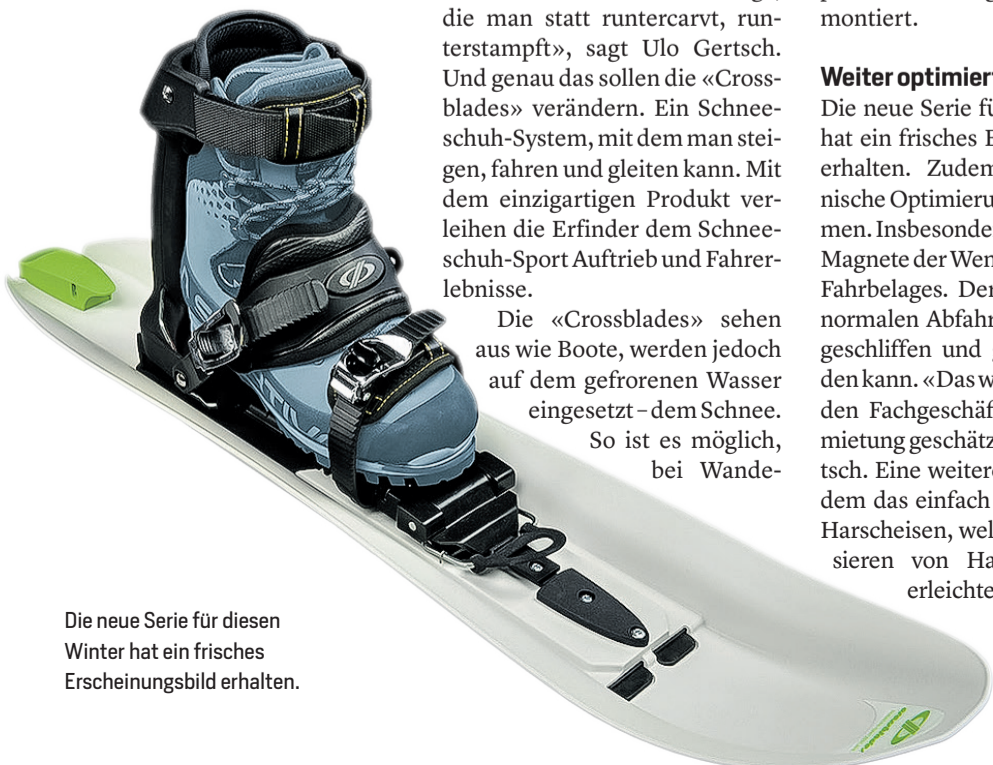 die man statt runtercarvt, run-
terstampft», sagt Ulo Gertsch.
Und genau das sollen die «Cross-
blades» verändern. Ein Schnee-
schuh-System, mit dem man stei-
gen, fahren und gleiten kann. Mit
dem einzigartigen Produkt ver-
leihen die Erfinder dem Schnee-
schuh-Sport Auftrieb und Fahrer-
lebnisse.
Die «Crossblades» sehen
aus wie Boote, werden jedoch
auf dem gefrorenen Wasser
eingesetzt – dem Schnee.
So ist es möglich,
bei Wande-
montiert.
Weiter optimiert
Die neue Serie fü
hat ein frisches E
erhalten. Zudem
nische Optimieru
men. Insbesonde
Magnete der Wen
Fahrbelages. Der
normalen Abfahr
geschliffen und
den kann. «Das w
den Fachgeschäf
mietung geschätz
tsch. Eine weitere
dem das einfach
Harscheisen, wel
sieren von Ha
erleichte
Die neue Serie für diesen
Winter hat ein frisches
Erscheinungsbild erhalten.
crossblades